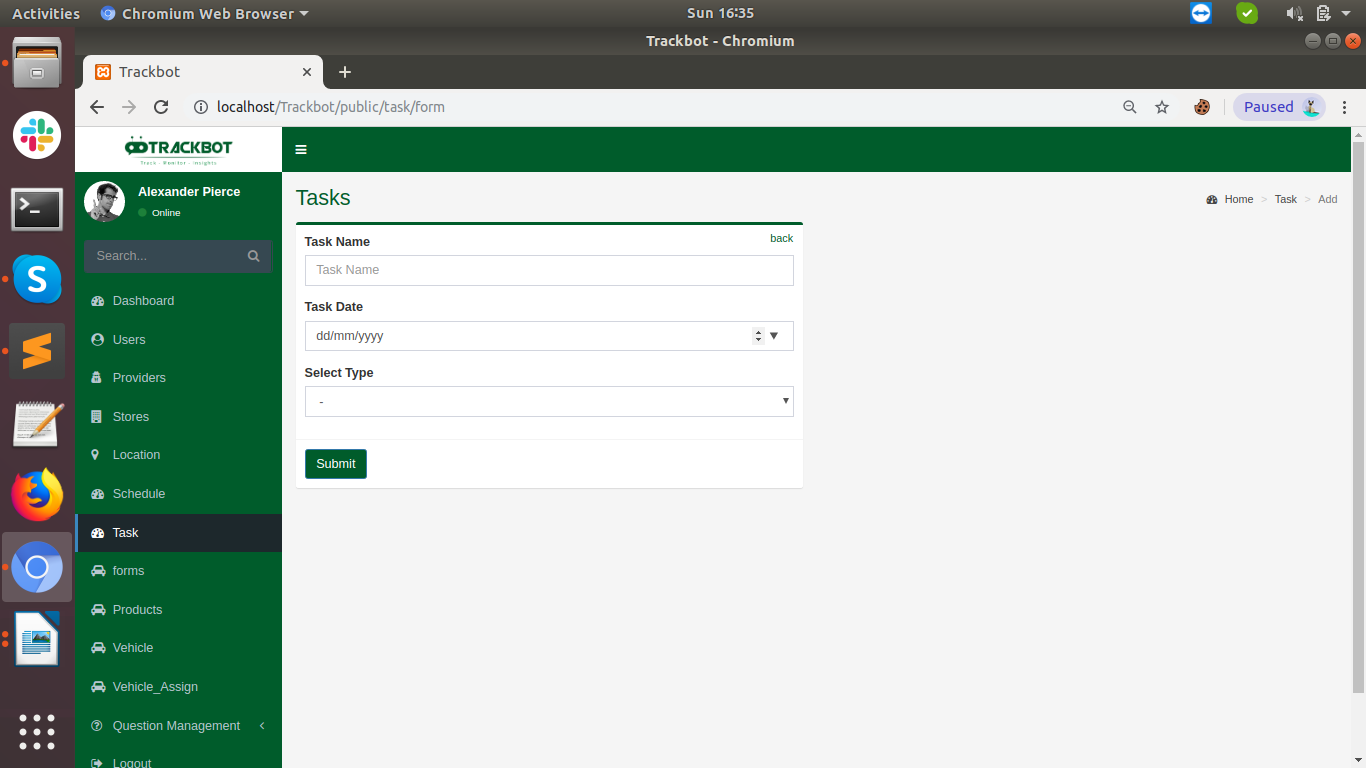 Activities
Chromium Web Browser
Sun 16:35
Trackbot - Chromium
Trackbot
localhost/Trackbot/public/task/form
Paused
TRACKBOT
Track - Monitor - Insights
Alexander Pierce
Online
Search...
Dashboard
Users
Providers
Stores
Location
Schedule
Task
forms
Products
Vehicle
Vehicle_Assign
Question Management
Logout
Tasks
Home > Task > Add
Task Name
back
Task Name
Task Date
dd/mm/yyyy
Select Type
-
Submit